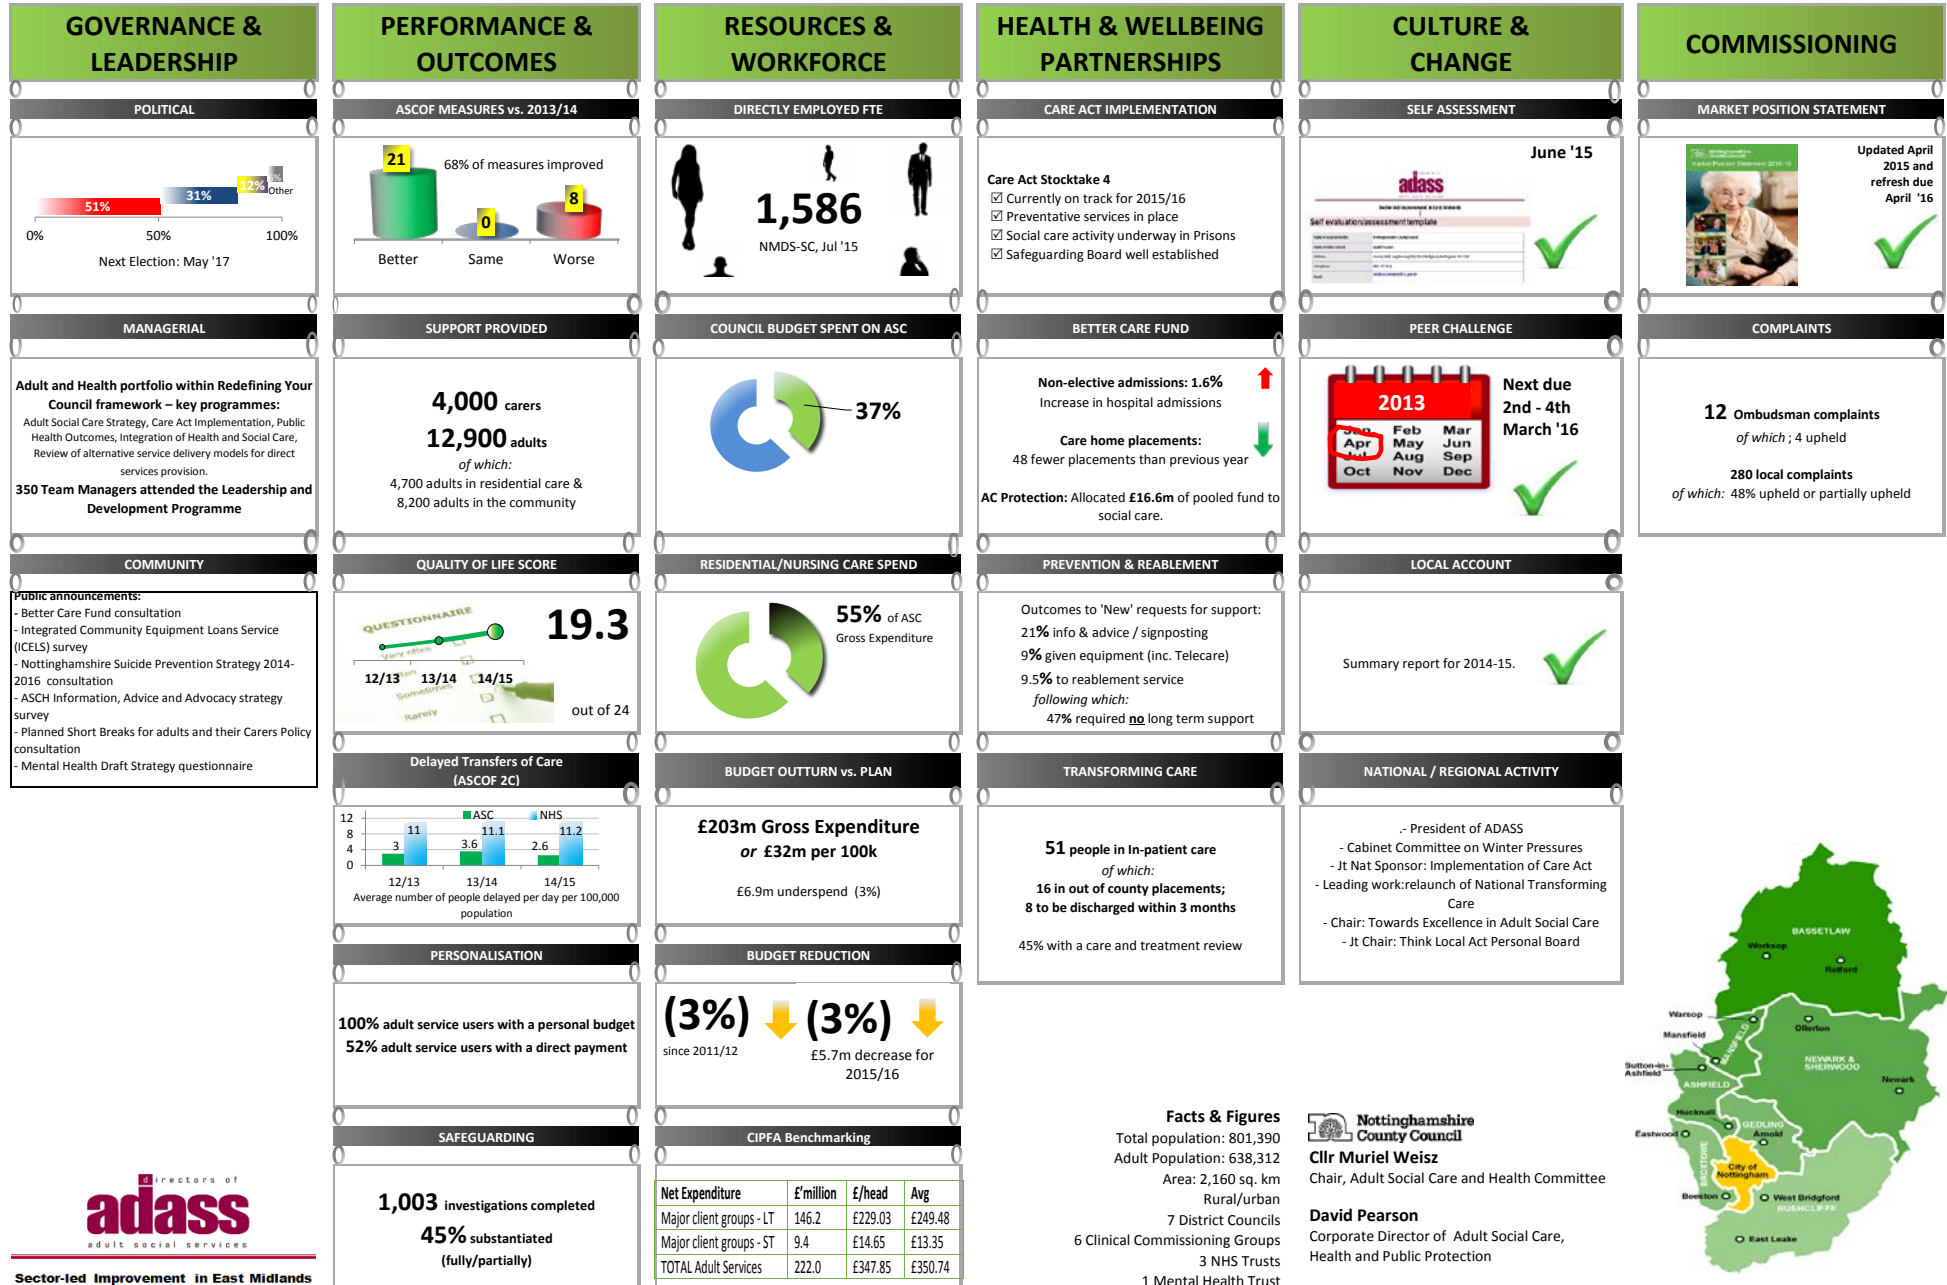 GOVERNANCE &
LEADERSHIP
POLITICAL
51%
31%
12%
6%
Other
0%
50%
100%
Next Election: May '17
MANAGERIAL
Adult and Health portfolio within Redefining Your
Council framework – key programmes:
Adult Social Care Strategy, Care Act Implementation, Public
Health Outcomes, Integration of Health and Social Care,
Review of alternative service delivery models for direct
services provision.
350 Team Managers attended the Leadership and
Development Programme
COMMUNITY
Public announcements:
- Better Care Fund consultation
- Integrated Community Equipment Loans Service
(ICELS) survey
- Nottinghamshire Suicide Prevention Strategy 2014-
2016 consultation
- ASCH Information, Advice and Advocacy strategy
survey
- Planned Short Breaks for adults and their Carers Policy
consultation
- Mental Health Draft Strategy questionnaire
directors of
adass
adult social services
Sector-led Improvement in East Midlands
PERFORMANCE &
OUTCOMES
ASCOF MEASURES vs. 2013/14
68% of measures improved
21
0
8
Better
Same
Worse
SUPPORT PROVIDED
4,000 carers
12,900 adults
of which:
4,700 adults in residential care &
8,200 adults in the community
QUALITY OF LIFE SCORE
QUESTIONNAIRE
Very often
Sometimes
Rarely
12/13
13/14
14/15
19.3
out of 24
Delayed Transfers of Care
(ASCOF 2C)
ASC
NHS
12
8
4
0
3
11
3.6
11.1
2.6
11.2
12/13
13/14
14/15
Average number of people delayed per day per 100,000
population
PERSONALISATION
100% adult service users with a personal budget
52% adult service users with a direct payment
SAFEGUARDING
1,003 investigations completed
45% substantiated
(fully/partially)
RESOURCES &
WORKFORCE
DIRECTLY EMPLOYED FTE
1,586
NMDS-SC, Jul '15
COUNCIL BUDGET SPENT ON ASC
37%
RESIDENTIAL/NURSING CARE SPEND
55% of ASC
Gross Expenditure
BUDGET OUTTURN vs. PLAN
£203m Gross Expenditure
or £32m per 100k
£6.9m underspend (3%)
BUDGET REDUCTION
(3%)
since 2011/12
(3%)
£5.7m decrease for
2015/16
CIPFA Benchmarking
Net Expenditure £'million £/head Avg
Major client groups - LT 146.2 £229.03 £249.48
Major client groups - ST 9.4 £14.65 £13.35
TOTAL Adult Services 222.0 £347.85 £350.74
HEALTH & WELLBEING
PARTNERSHIPS
CARE ACT IMPLEMENTATION
Care Act Stocktake 4
☑ Currently on track for 2015/16
☑ Preventative services in place
☑ Social care activity underway in Prisons
☑ Safeguarding Board well established
BETTER CARE FUND
Non-elective admissions: 1.6%
Increase in hospital admissions
Care home placements:
48 fewer placements than previous year
AC Protection: Allocated £16.6m of pooled fund to
social care.
PREVENTION & REABLEMENT
Outcomes to 'New' requests for support:
21% info & advice / signposting
9% given equipment (inc. Telecare)
9.5% to reablement service
following which:
47% required no long term support
TRANSFORMING CARE
51 people in In-patient care
of which:
16 in out of county placements;
8 to be discharged within 3 months
45% with a care and treatment review
Facts & Figures
Total population: 801,390
Adult Population: 638,312
Area: 2,160 sq. km
Rural/urban
7 District Councils
6 Clinical Commissioning Groups
3 NHS Trusts
1 Mental Health Trust
CULTURE &
CHANGE
SELF ASSESSMENT
June '15
adass
Self evaluation/assessment template
PEER CHALLENGE
2013
Jan Feb Mar
Apr May Jun
Jul Aug Sep
Oct Nov Dec
Next due
2nd - 4th
March '16
LOCAL ACCOUNT
Summary report for 2014-15.
NATIONAL / REGIONAL ACTIVITY
.- President of ADASS
- Cabinet Committee on Winter Pressures
- Jt Nat Sponsor: Implementation of Care Act
- Leading work:relaunch of National Transforming
Care
- Chair: Towards Excellence in Adult Social Care
- Jt Chair: Think Local Act Personal Board
Nottinghamshire
County Council
Cllr Muriel Weisz
Chair, Adult Social Care and Health Committee
David Pearson
Corporate Director of Adult Social Care,
Health and Public Protection
COMMISSIONING
MARKET POSITION STATEMENT
Nottinghamshire
County Council
Market Position Statement 2015-16
Updated April
2015 and
refresh due
April '16
COMPLAINTS
12 Ombudsman complaints
of which ; 4 upheld
280 local complaints
of which: 48% upheld or partially upheld
BASSETLAW
Worksop
Retford
Warsop
Ollerton
Mansfield
MANSFIELD
NEWARK &
SHERWOOD
Sutton-in-
Ashfield
Newark
ASHFIELD
Hucknall
GEDLING
Arnold
Eastwood
BROXTOWE
City of
Nottingham
Beeston
West Bridgford
RUSHCLIFFE
East Leake